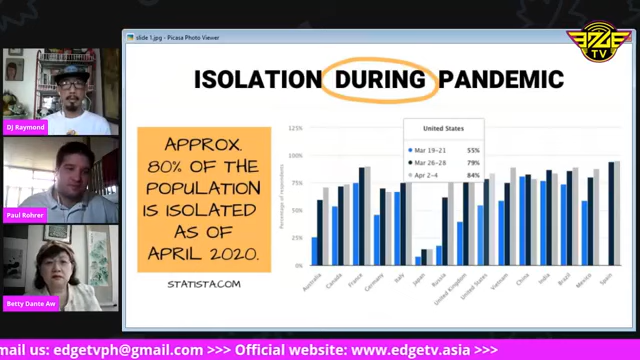 slide 1.jpg - Picasa Photo Viewer
EDGE
TV
ISOLATION DURING PANDEMIC
APPROX.
80% OF THE
POPULATION
IS ISOLATED
AS OF
APRIL 2020.
STATISTA.COM
United States
Mar 19-21 55%
Mar 26-28 79%
Apr 2-4 84%
Percentage of respondents
125%
100%
75%
50%
25%
0%
Australia
Canada
France
Germany
Italy
Japan
Russia
United Kingdom
United States
Vietnam
China
India
Brazil
Mexico
Spain
DJ Raymond
Paul Rohrer
Betty Dante Aw
mail us: edgetvph@gmail.com >>> Official website: www.edgetv.asia >>>